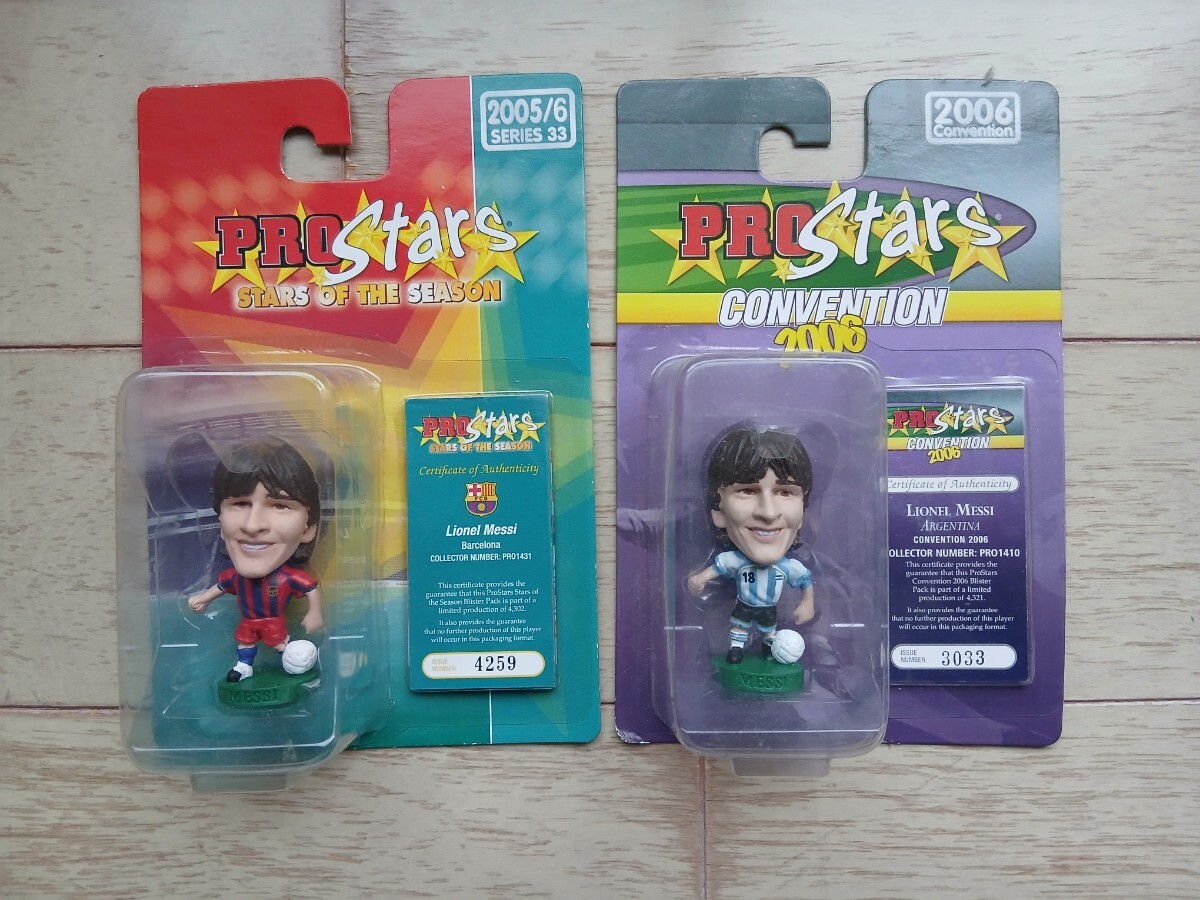 2005/6
SERIES 33
PROStars
STARS OF THE SEASON
PROStars
STARS OF THE SEASON
Certificate of Authenticity
FCB
Lionel Messi
Barcelona
COLLECTOR NUMBER: PRO1431
This certificate provides the
guarantee that this ProStars Stars of
the Season Blister Pack is part of a
limited production of 4,302.
It also provides the guarantee
that no further production of this player
will occur in this packaging format.
ISSUE
NUMBER:
4259
MESSI
2006
Convention
PROStars
CONVENTION
2006
PROStars
CONVENTION
2006
Certificate of Authenticity
LIONEL MESSI
ARGENTINA
CONVENTION 2006
OLLECTOR NUMBER: PRO1410
This certificate provides the
guarantee that this ProStars
Convention 2006 Blister
Pack is part of a limited
production of 4,321.
It also provides the guarantee
that no further production of this player
will occur in this packaging format.
ISSUE
NUMBER:
3033
18
MESSI